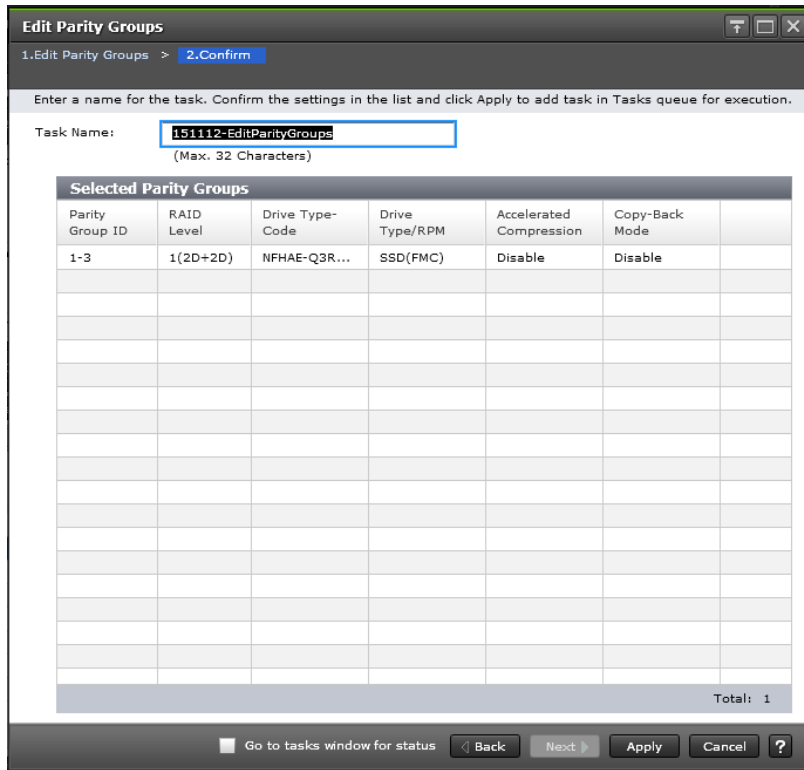 Edit Parity Groups
1.Edit Parity Groups > 2.Confirm
Enter a name for the task. Confirm the settings in the list and click Apply to add task in Tasks queue for execution.
Task Name: 151112-EditParityGroups
(Max. 32 Characters)
Selected Parity Groups
Parity Group ID RAID Level Drive Type-Code Drive Type/RPM Accelerated Compression Copy-Back Mode
1-3 1(2D+2D) NFHAE-Q3R... SSD(FMC) Disable Disable
Total: 1
Go to tasks window for status Back Next Apply Cancel ?